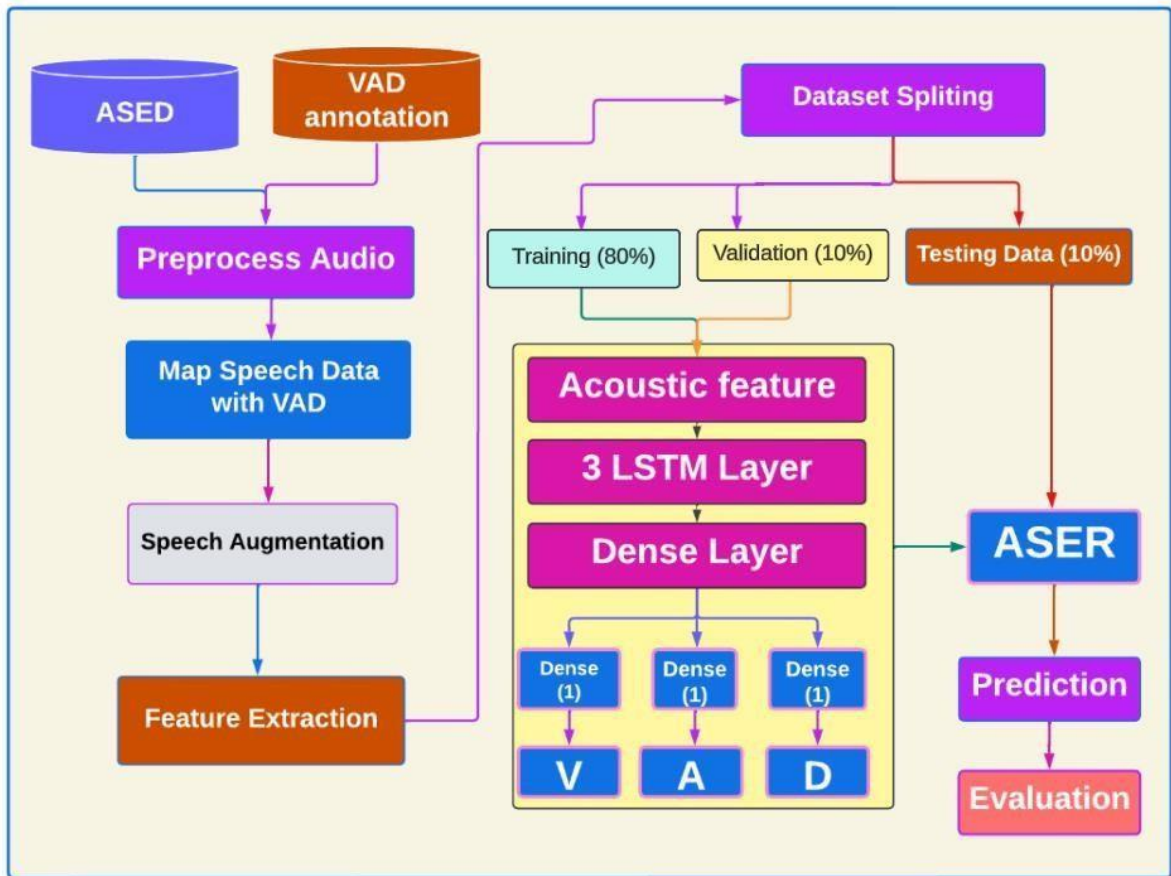 ASED
VAD
annotation
Preprocess Audio
Map Speech Data
with VAD
Speech Augmentation
Feature Extraction
Dataset Spliting
Training (80%)
Validation (10%)
Testing Data (10%)
Acoustic feature
3 LSTM Layer
Dense Layer
Dense
(1)
Dense
(1)
Dense
(1)
V
A
D
ASER
Prediction
Evaluation